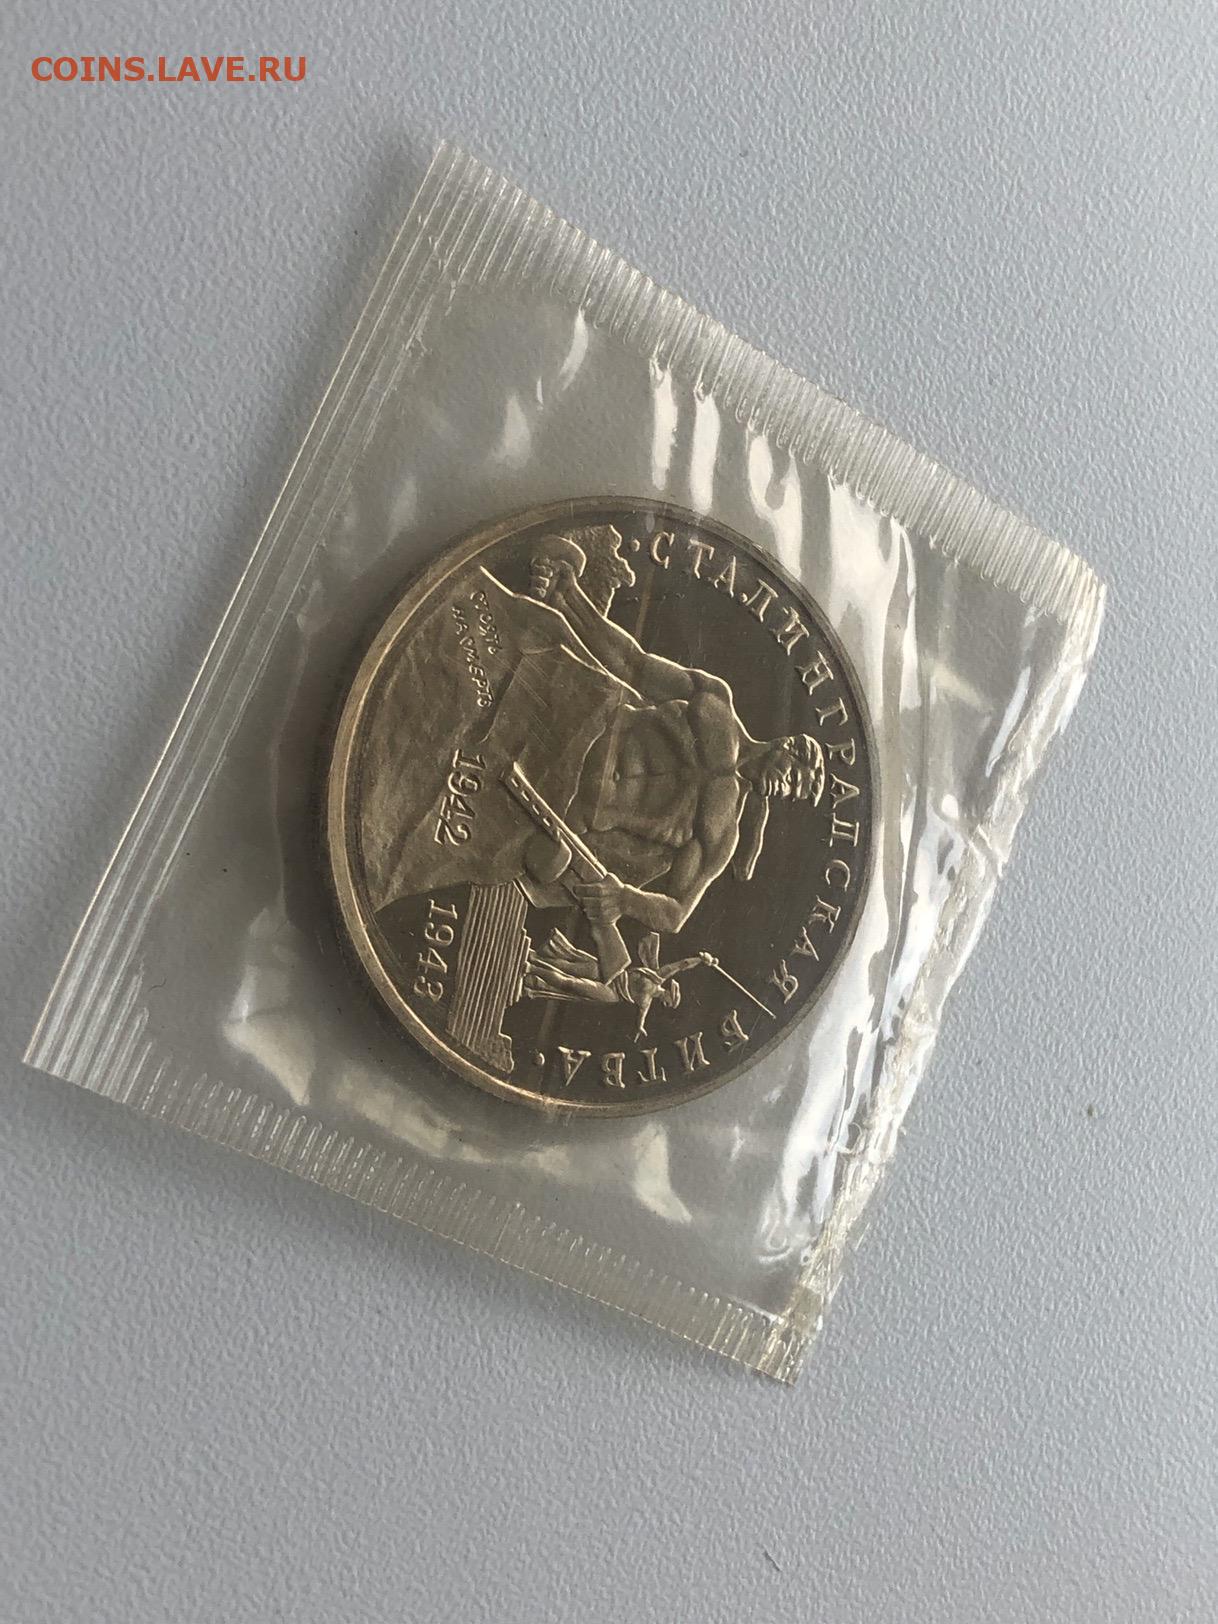 COINS.LAVE.RU
· СТАЛИНГРАДСКАЯ БИТВА ·
СТОЯТЬ
НАСМЕРТЬ
1942
1943